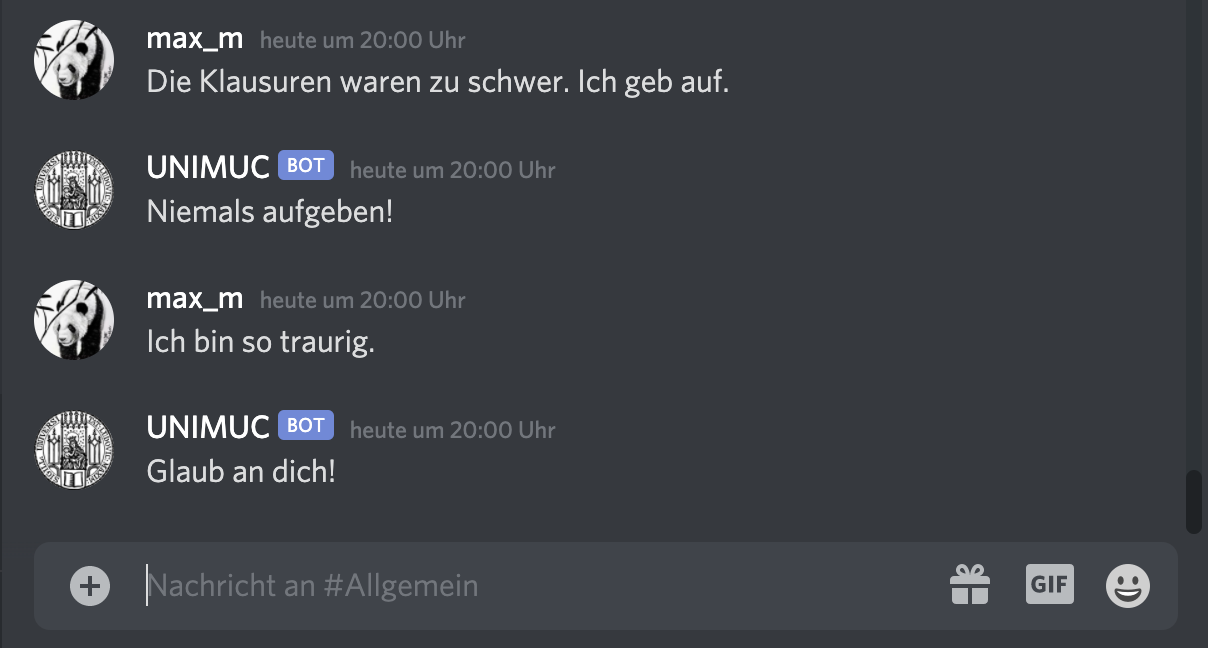 max_m heute um 20:00 Uhr
Die Klausuren waren zu schwer. Ich geb auf.
UNIMUC BOT heute um 20:00 Uhr
Niemals aufgeben!
max_m heute um 20:00 Uhr
Ich bin so traurig.
UNIMUC BOT heute um 20:00 Uhr
Glaub an dich!
Nachricht an #Allgemein GIF